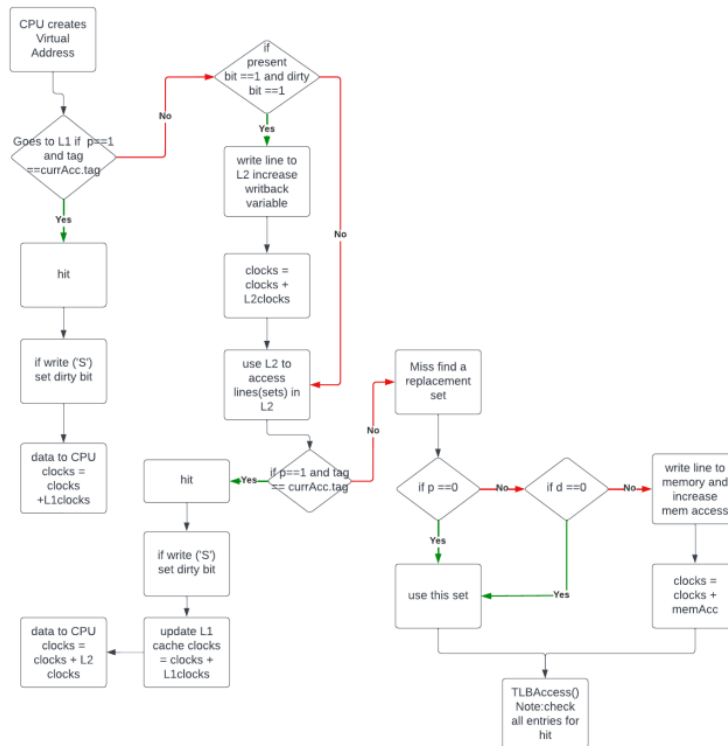 CPU creates
Virtual
Address
Goes to L1 if p==1
and tag
==currAcc.tag
No
Yes
hit
if write ('S')
set dirty bit
data to CPU
clocks =
clocks
+L1clocks
if
present
bit ==1 and dirty
bit ==1
Yes
No
write line to
L2 increase
writback
variable
clocks =
clocks +
L2clocks
use L2 to
access
lines(sets) in
L2
if p==1 and tag
== currAcc.tag
Yes
No
hit
if write ('S')
set dirty bit
update L1
cache clocks
= clocks +
L1clocks
data to CPU
clocks =
clocks + L2
clocks
Miss find a
replacement
set
if p ==0
No
Yes
if d ==0
No
Yes
use this set
write line to
memory and
increase
mem access
clocks =
clocks +
memAcc
TLBAccess()
Note:check
all entries for
hit